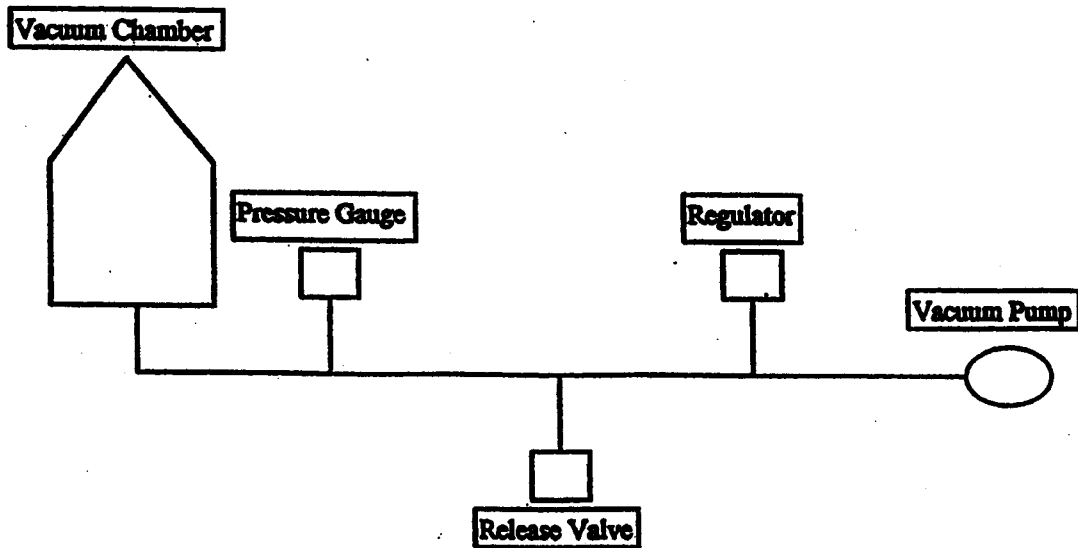 Vacuum Chamber
Pressure Gauge
Regulator
Vacuum Pump
Release Valve